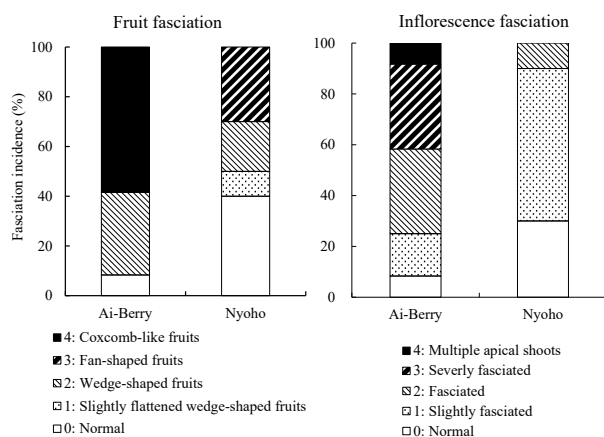 Fruit fasciation
Inflorescence fasciation
Fasciation incidence (%)
100
80
60
40
20
0
Ai-Berry
Nyoho
4: Coxcomb-like fruits
3: Fan-shaped fruits
2: Wedge-shaped fruits
1: Slightly flattened wedge-shaped fruits
0: Normal
100
80
60
40
20
0
Ai-Berry
Nyoho
4: Multiple apical shoots
3: Severly fasciated
2: Fasciated
1: Slightly fasciated
0: Normal